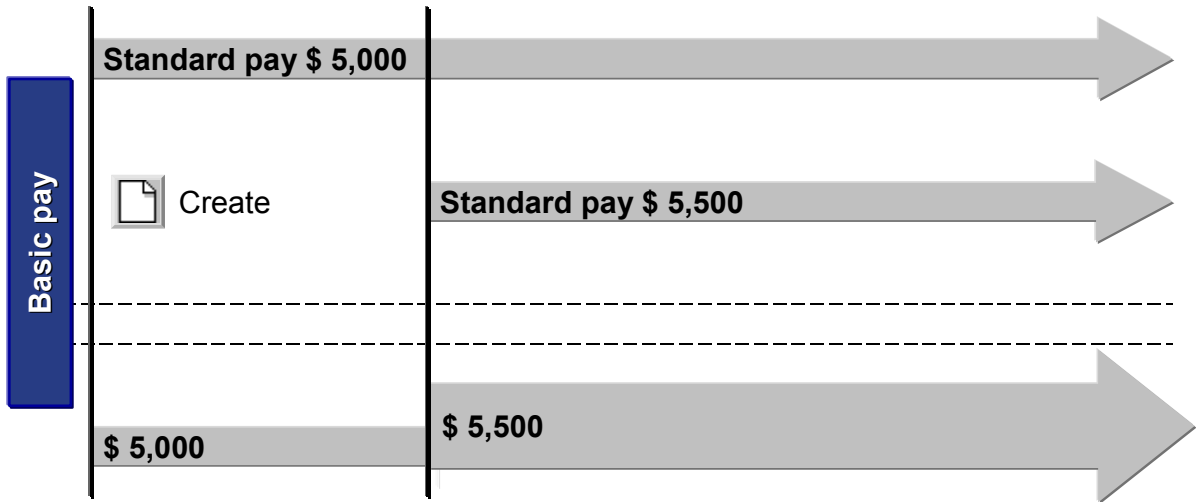 Standard pay $ 5,000
Basic pay
Create
Standard pay $ 5,500
$ 5,000
$ 5,500